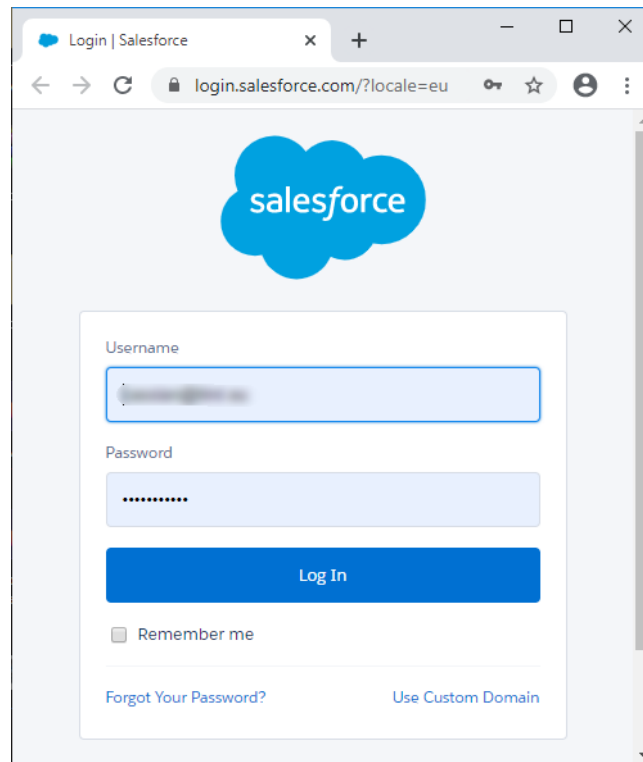 Login | Salesforce
login.salesforce.com/?locale=eu
salesforce
Username
Password
•••••••••••
Log In
Remember me
Forgot Your Password? Use Custom Domain